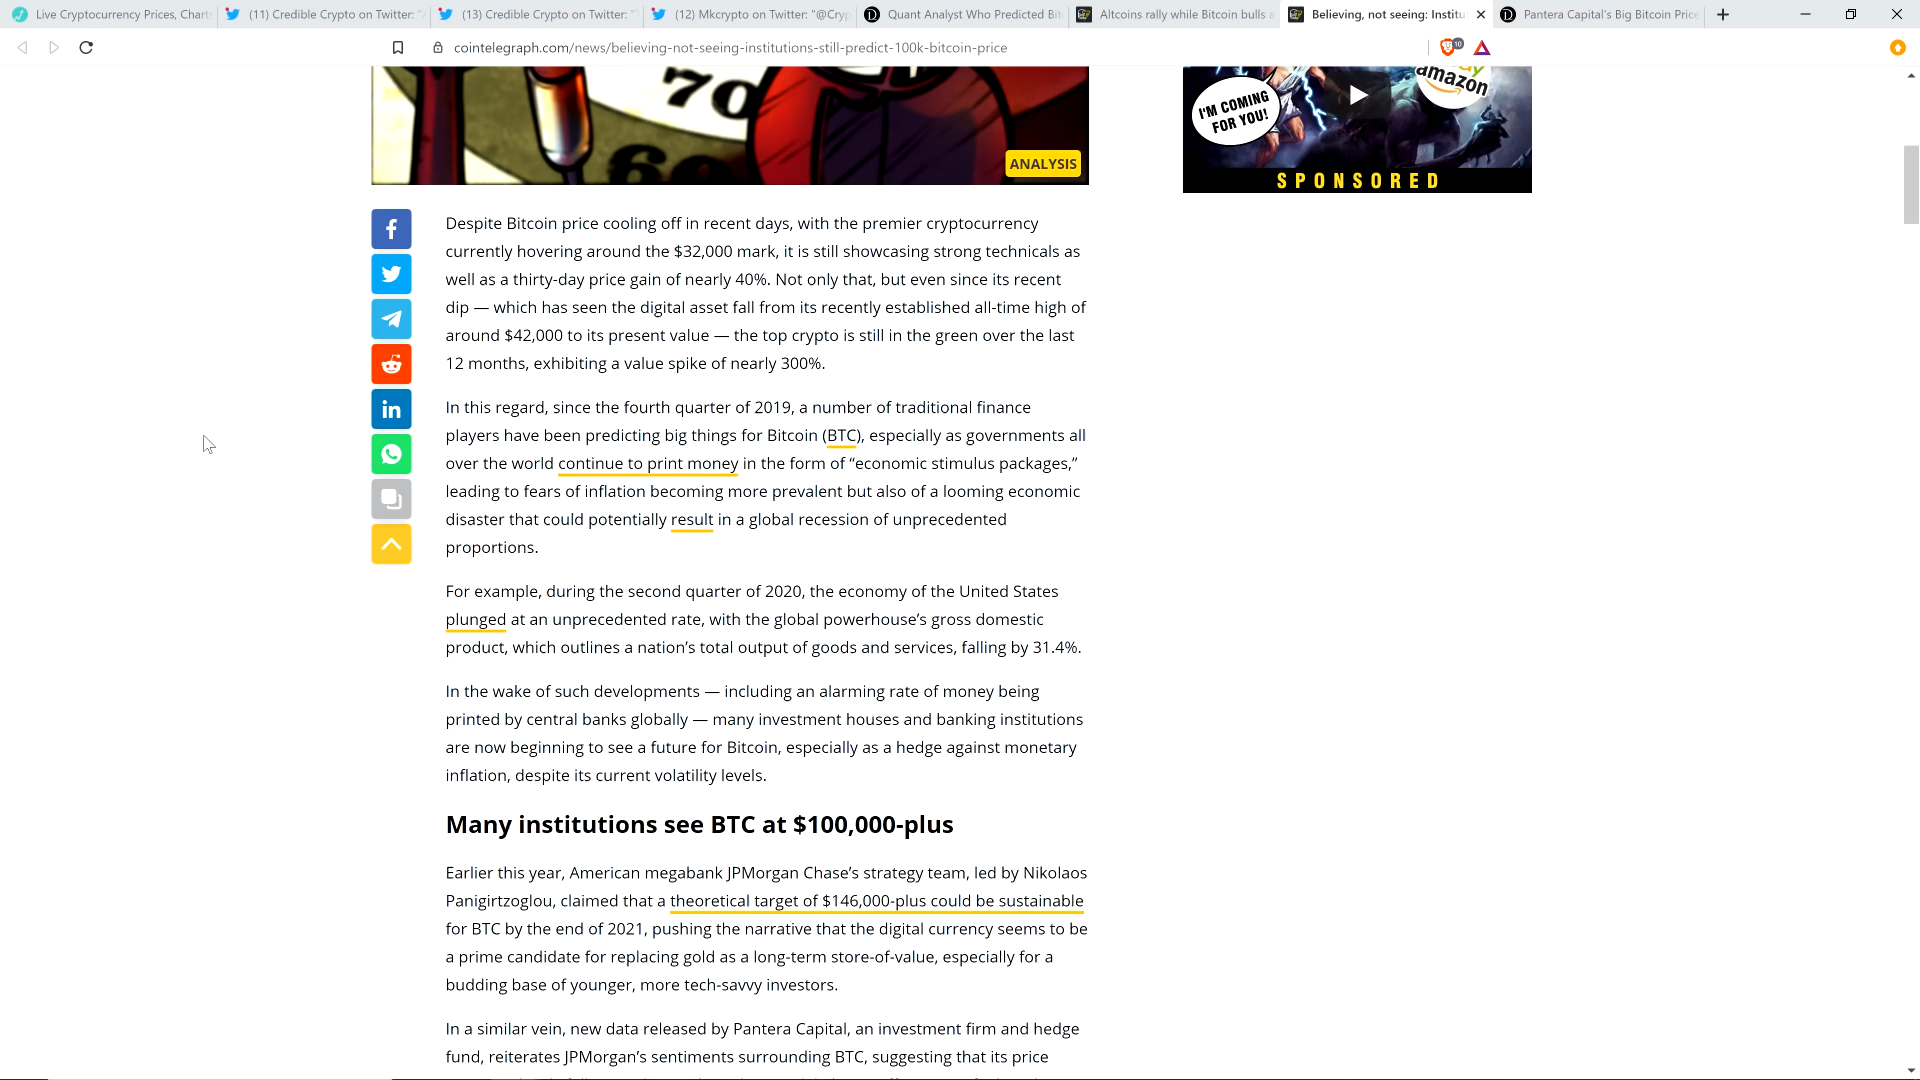 Live Cryptocurrency Prices, Chart
(11) Credible Crypto on Twitter: "
(13) Credible Crypto on Twitter: "
(12) Mkcrypto on Twitter: "@Cryp
Quant Analyst Who Predicted Bit
Altcoins rally while Bitcoin bulls a
Believing, not seeing: Institu
Pantera Capital's Big Bitcoin Price
cointelegraph.com/news/believing-not-seeing-institutions-still-predict-100k-bitcoin-price
10
70
60
ANALYSIS
amazon
I'M COMING
FOR YOU!
SPONSORED
Despite Bitcoin price cooling off in recent days, with the premier cryptocurrency
currently hovering around the $32,000 mark, it is still showcasing strong technicals as
well as a thirty-day price gain of nearly 40%. Not only that, but even since its recent
dip — which has seen the digital asset fall from its recently established all-time high of
around $42,000 to its present value — the top crypto is still in the green over the last
12 months, exhibiting a value spike of nearly 300%.
In this regard, since the fourth quarter of 2019, a number of traditional finance
players have been predicting big things for Bitcoin (BTC), especially as governments all
over the world continue to print money in the form of “economic stimulus packages,”
leading to fears of inflation becoming more prevalent but also of a looming economic
disaster that could potentially result in a global recession of unprecedented
proportions.
For example, during the second quarter of 2020, the economy of the United States
plunged at an unprecedented rate, with the global powerhouse’s gross domestic
product, which outlines a nation’s total output of goods and services, falling by 31.4%.
In the wake of such developments — including an alarming rate of money being
printed by central banks globally — many investment houses and banking institutions
are now beginning to see a future for Bitcoin, especially as a hedge against monetary
inflation, despite its current volatility levels.
Many institutions see BTC at $100,000-plus
Earlier this year, American megabank JPMorgan Chase’s strategy team, led by Nikolaos
Panigirtzoglou, claimed that a theoretical target of $146,000-plus could be sustainable
for BTC by the end of 2021, pushing the narrative that the digital currency seems to be
a prime candidate for replacing gold as a long-term store-of-value, especially for a
budding base of younger, more tech-savvy investors.
In a similar vein, new data released by Pantera Capital, an investment firm and hedge
fund, reiterates JPMorgan’s sentiments surrounding BTC, suggesting that its price